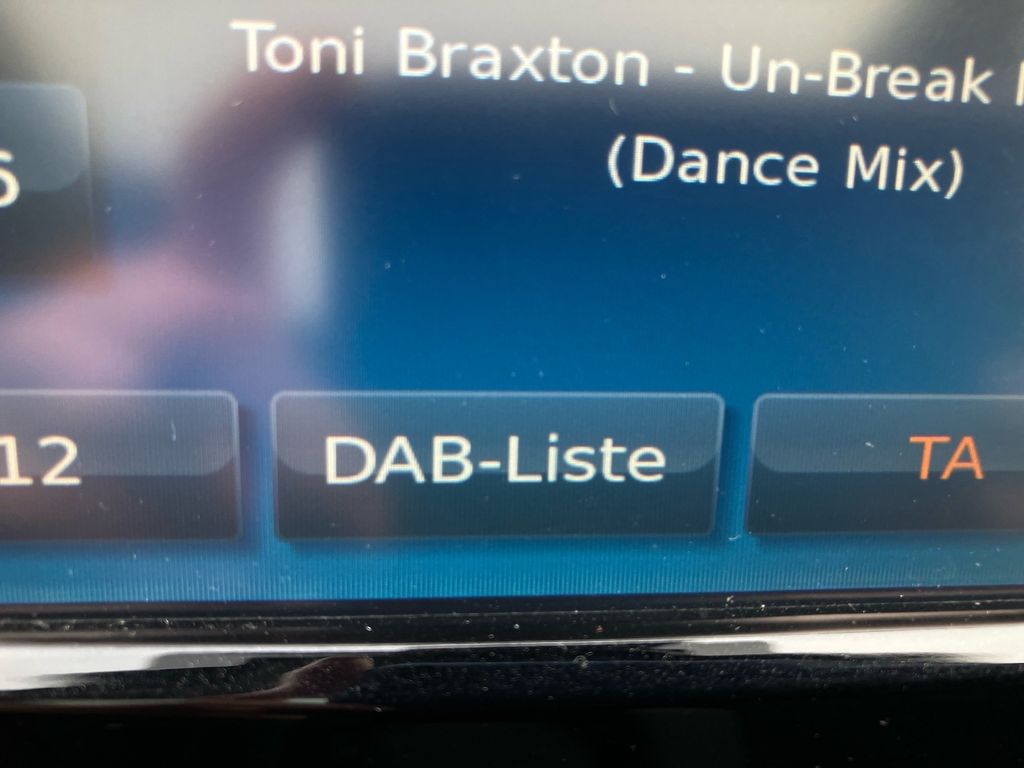 Toni Braxton - Un-Break
(Dance Mix)
12
DAB-Liste
TA